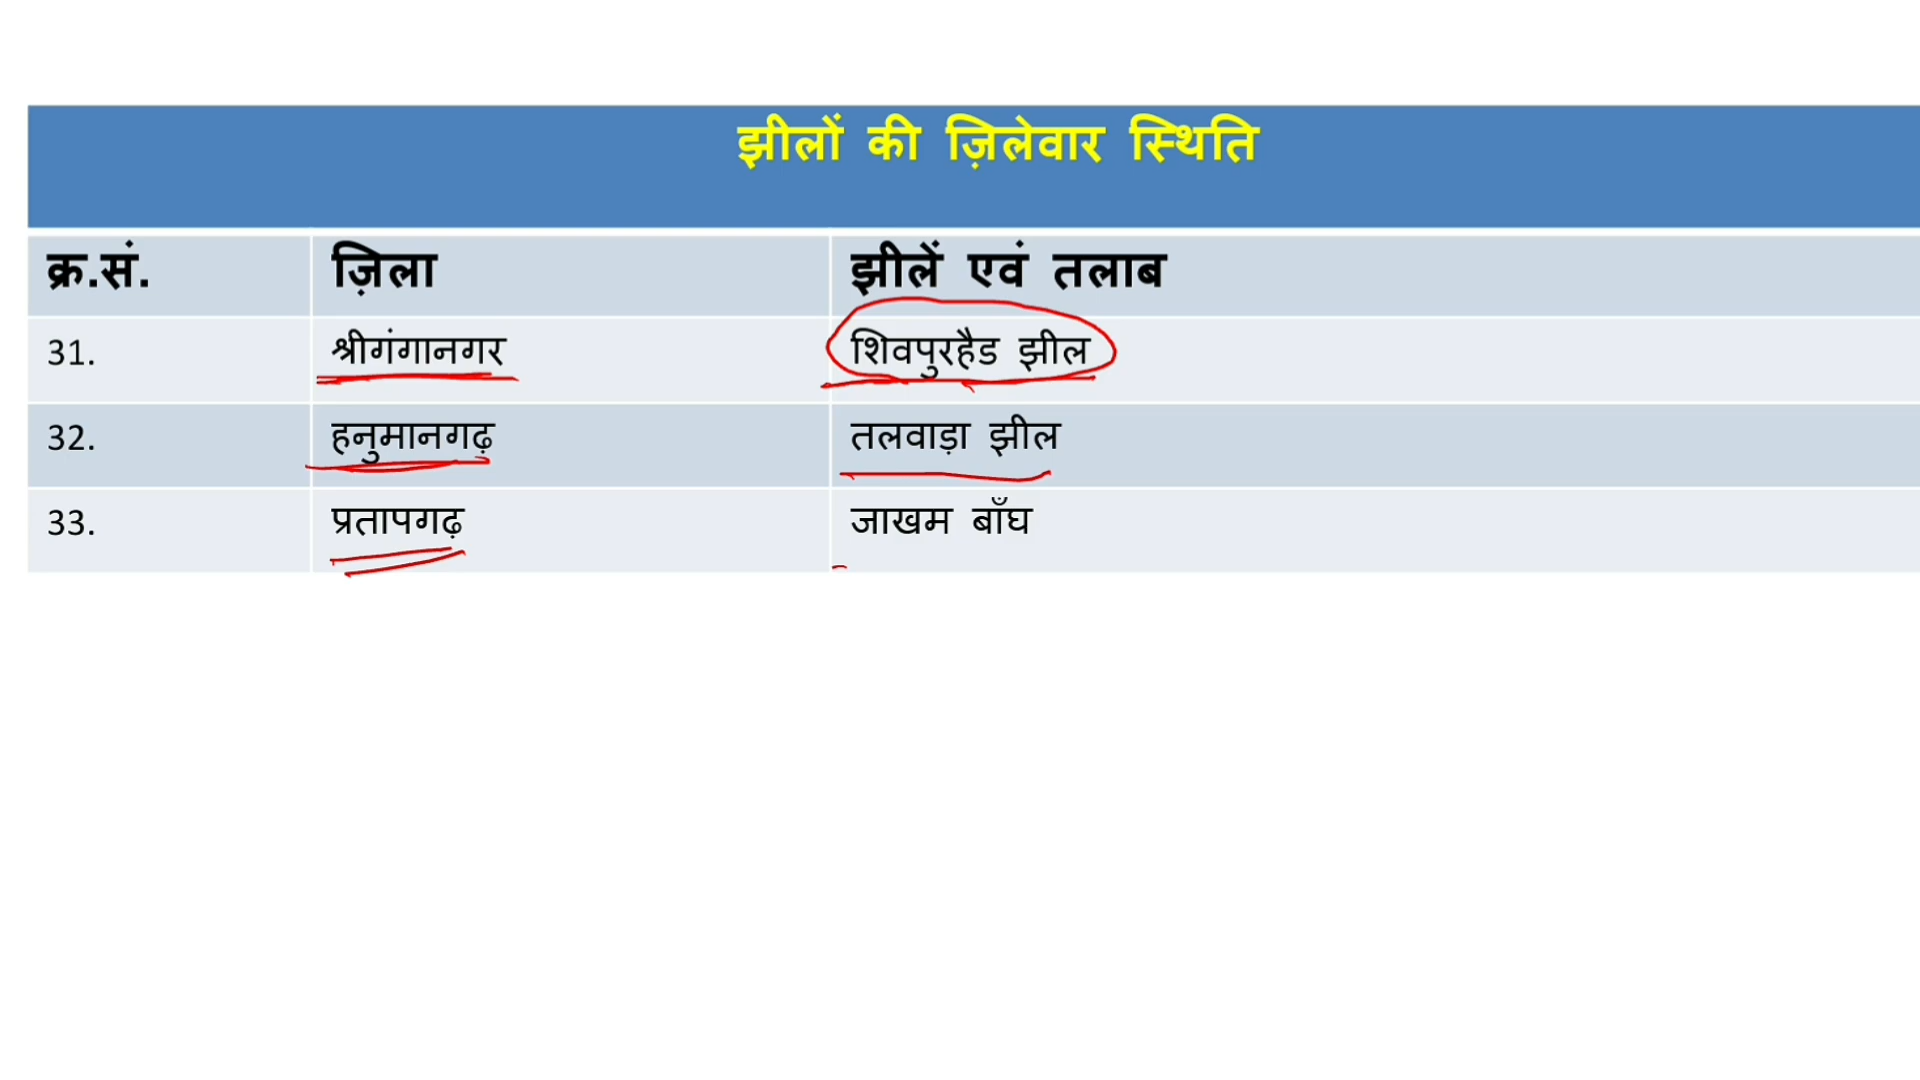 झीलों की ज़िलेवार स्थिति
क्र.सं. ज़िला झीलें एवं तलाब
31. श्रीगंगानगर शिवपुरहैड झील
32. हनुमानगढ़ तलवाड़ा झील
33. प्रतापगढ़ जाखम बाँघ